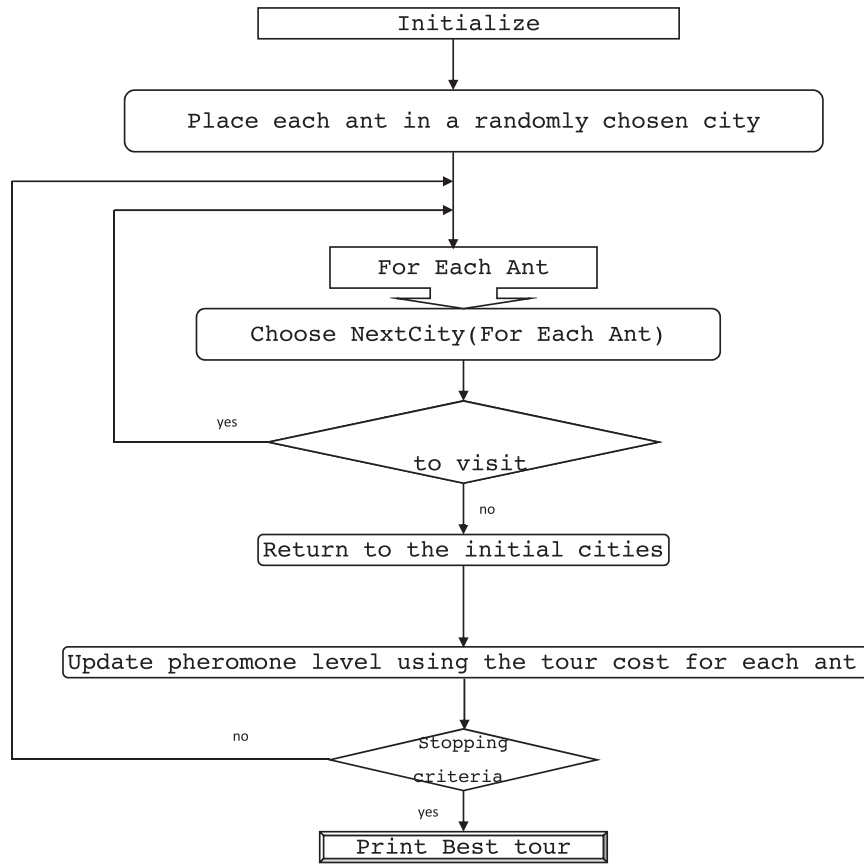 Initialize
Place each ant in a randomly chosen city
For Each Ant
Choose NextCity(For Each Ant)
yes
to visit
no
Return to the initial cities
Update pheromone level using the tour cost for each ant
no
Stopping
criteria
yes
Print Best tour